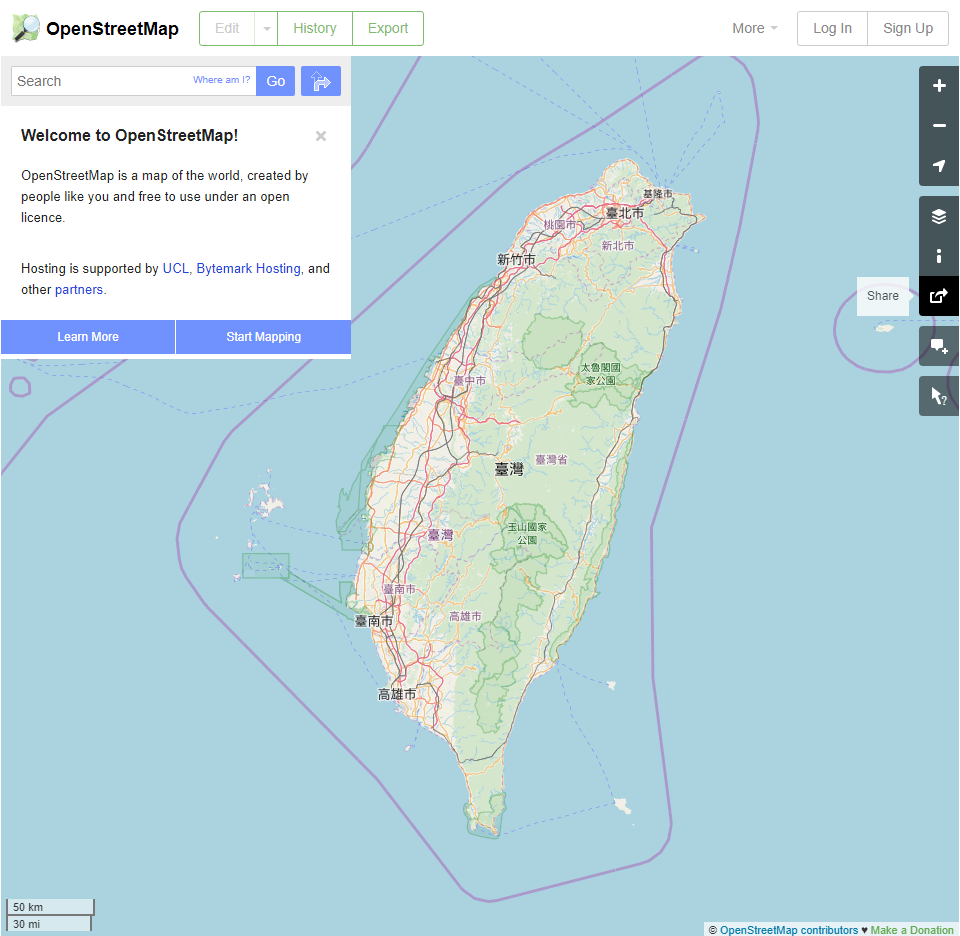 OpenStreetMap
Edit
History
Export
More
Log In
Sign Up
Search
Where am I?
Go
Welcome to OpenStreetMap!
×
OpenStreetMap is a map of the world, created by
people like you and free to use under an open
licence.
Hosting is supported by UCL, Bytemark Hosting, and
other partners.
Learn More
Start Mapping
Share
基隆市
臺北市
桃園市
新北市
新竹市
太魯閣國
家公園
臺中市
臺灣
臺灣省
玉山國家
公園
臺灣
臺南市
高雄市
臺南市
高雄市
50 km
30 mi
© OpenStreetMap contributors ♥ Make a Donation